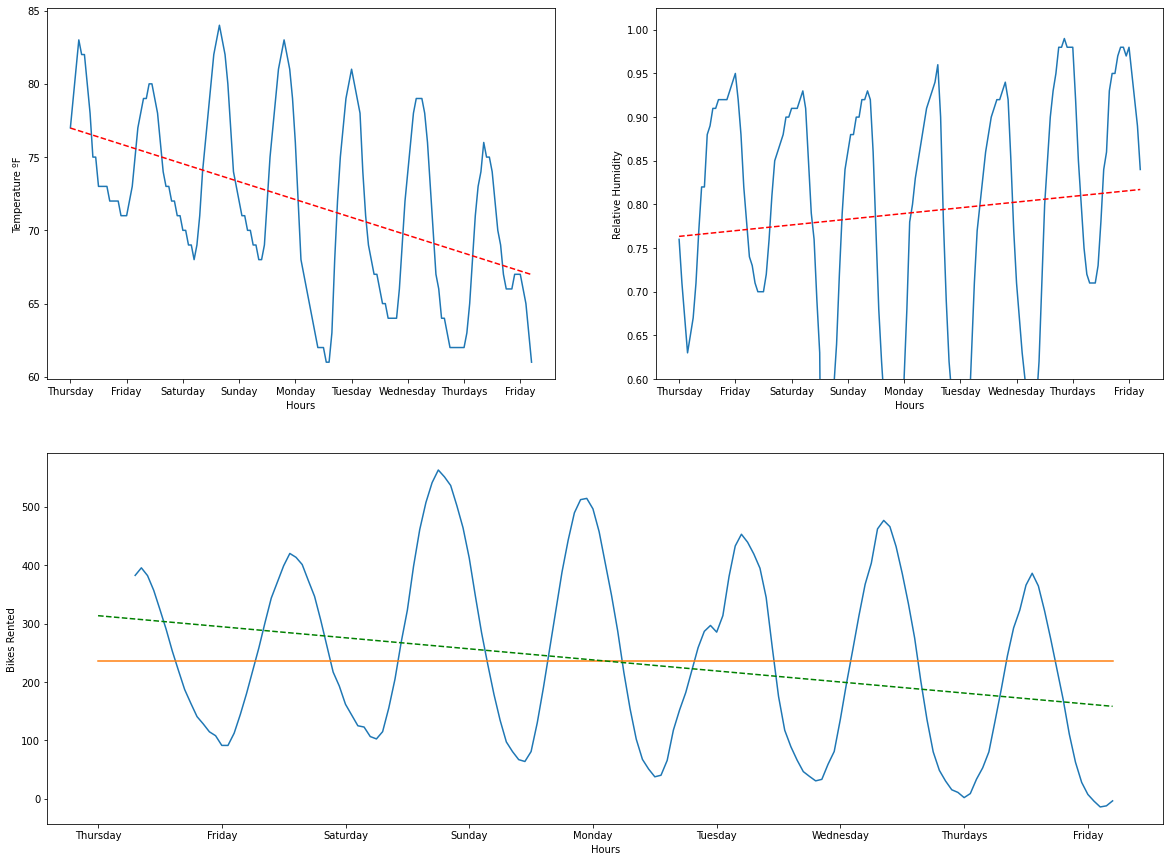 Temperature ºF
85
80
75
70
65
60
Thursday Friday Saturday Sunday Monday Tuesday Wednesday Thurdays Friday
Hours
Relative Humidity
1.00
0.95
0.90
0.85
0.80
0.75
0.70
0.65
0.60
Thursday Friday Saturday Sunday Monday Tuesday Wednesday Thurdays Friday
Hours
Bikes Rented
500
400
300
200
100
0
Thursday Friday Saturday Sunday Monday Tuesday Wednesday Thurdays Friday
Hours